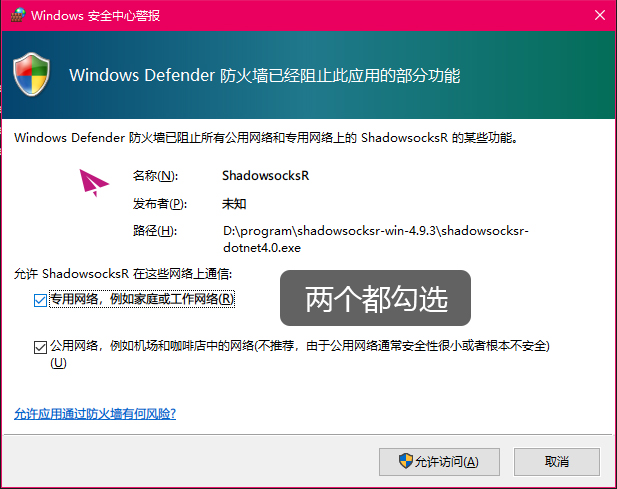 Windows 安全中心警报
Windows Defender 防火墙已经阻止此应用的部分功能
Windows Defender 防火墙已阻止所有公用网络和专用网络上的 ShadowsocksR 的某些功能。
名称(N): ShadowsocksR
发布者(P): 未知
路径(H): D:\program\shadowsocksr-win-4.9.3\shadowsocksr-
dotnet4.0.exe
允许 ShadowsocksR 在这些网络上通信:
专用网络，例如家庭或工作网络(R)
两个都勾选
公用网络，例如机场和咖啡店中的网络(不推荐，由于公用网络通常安全性很小或者根本不安全)
(U)
允许应用通过防火墙有何风险?
允许访问(A) 取消